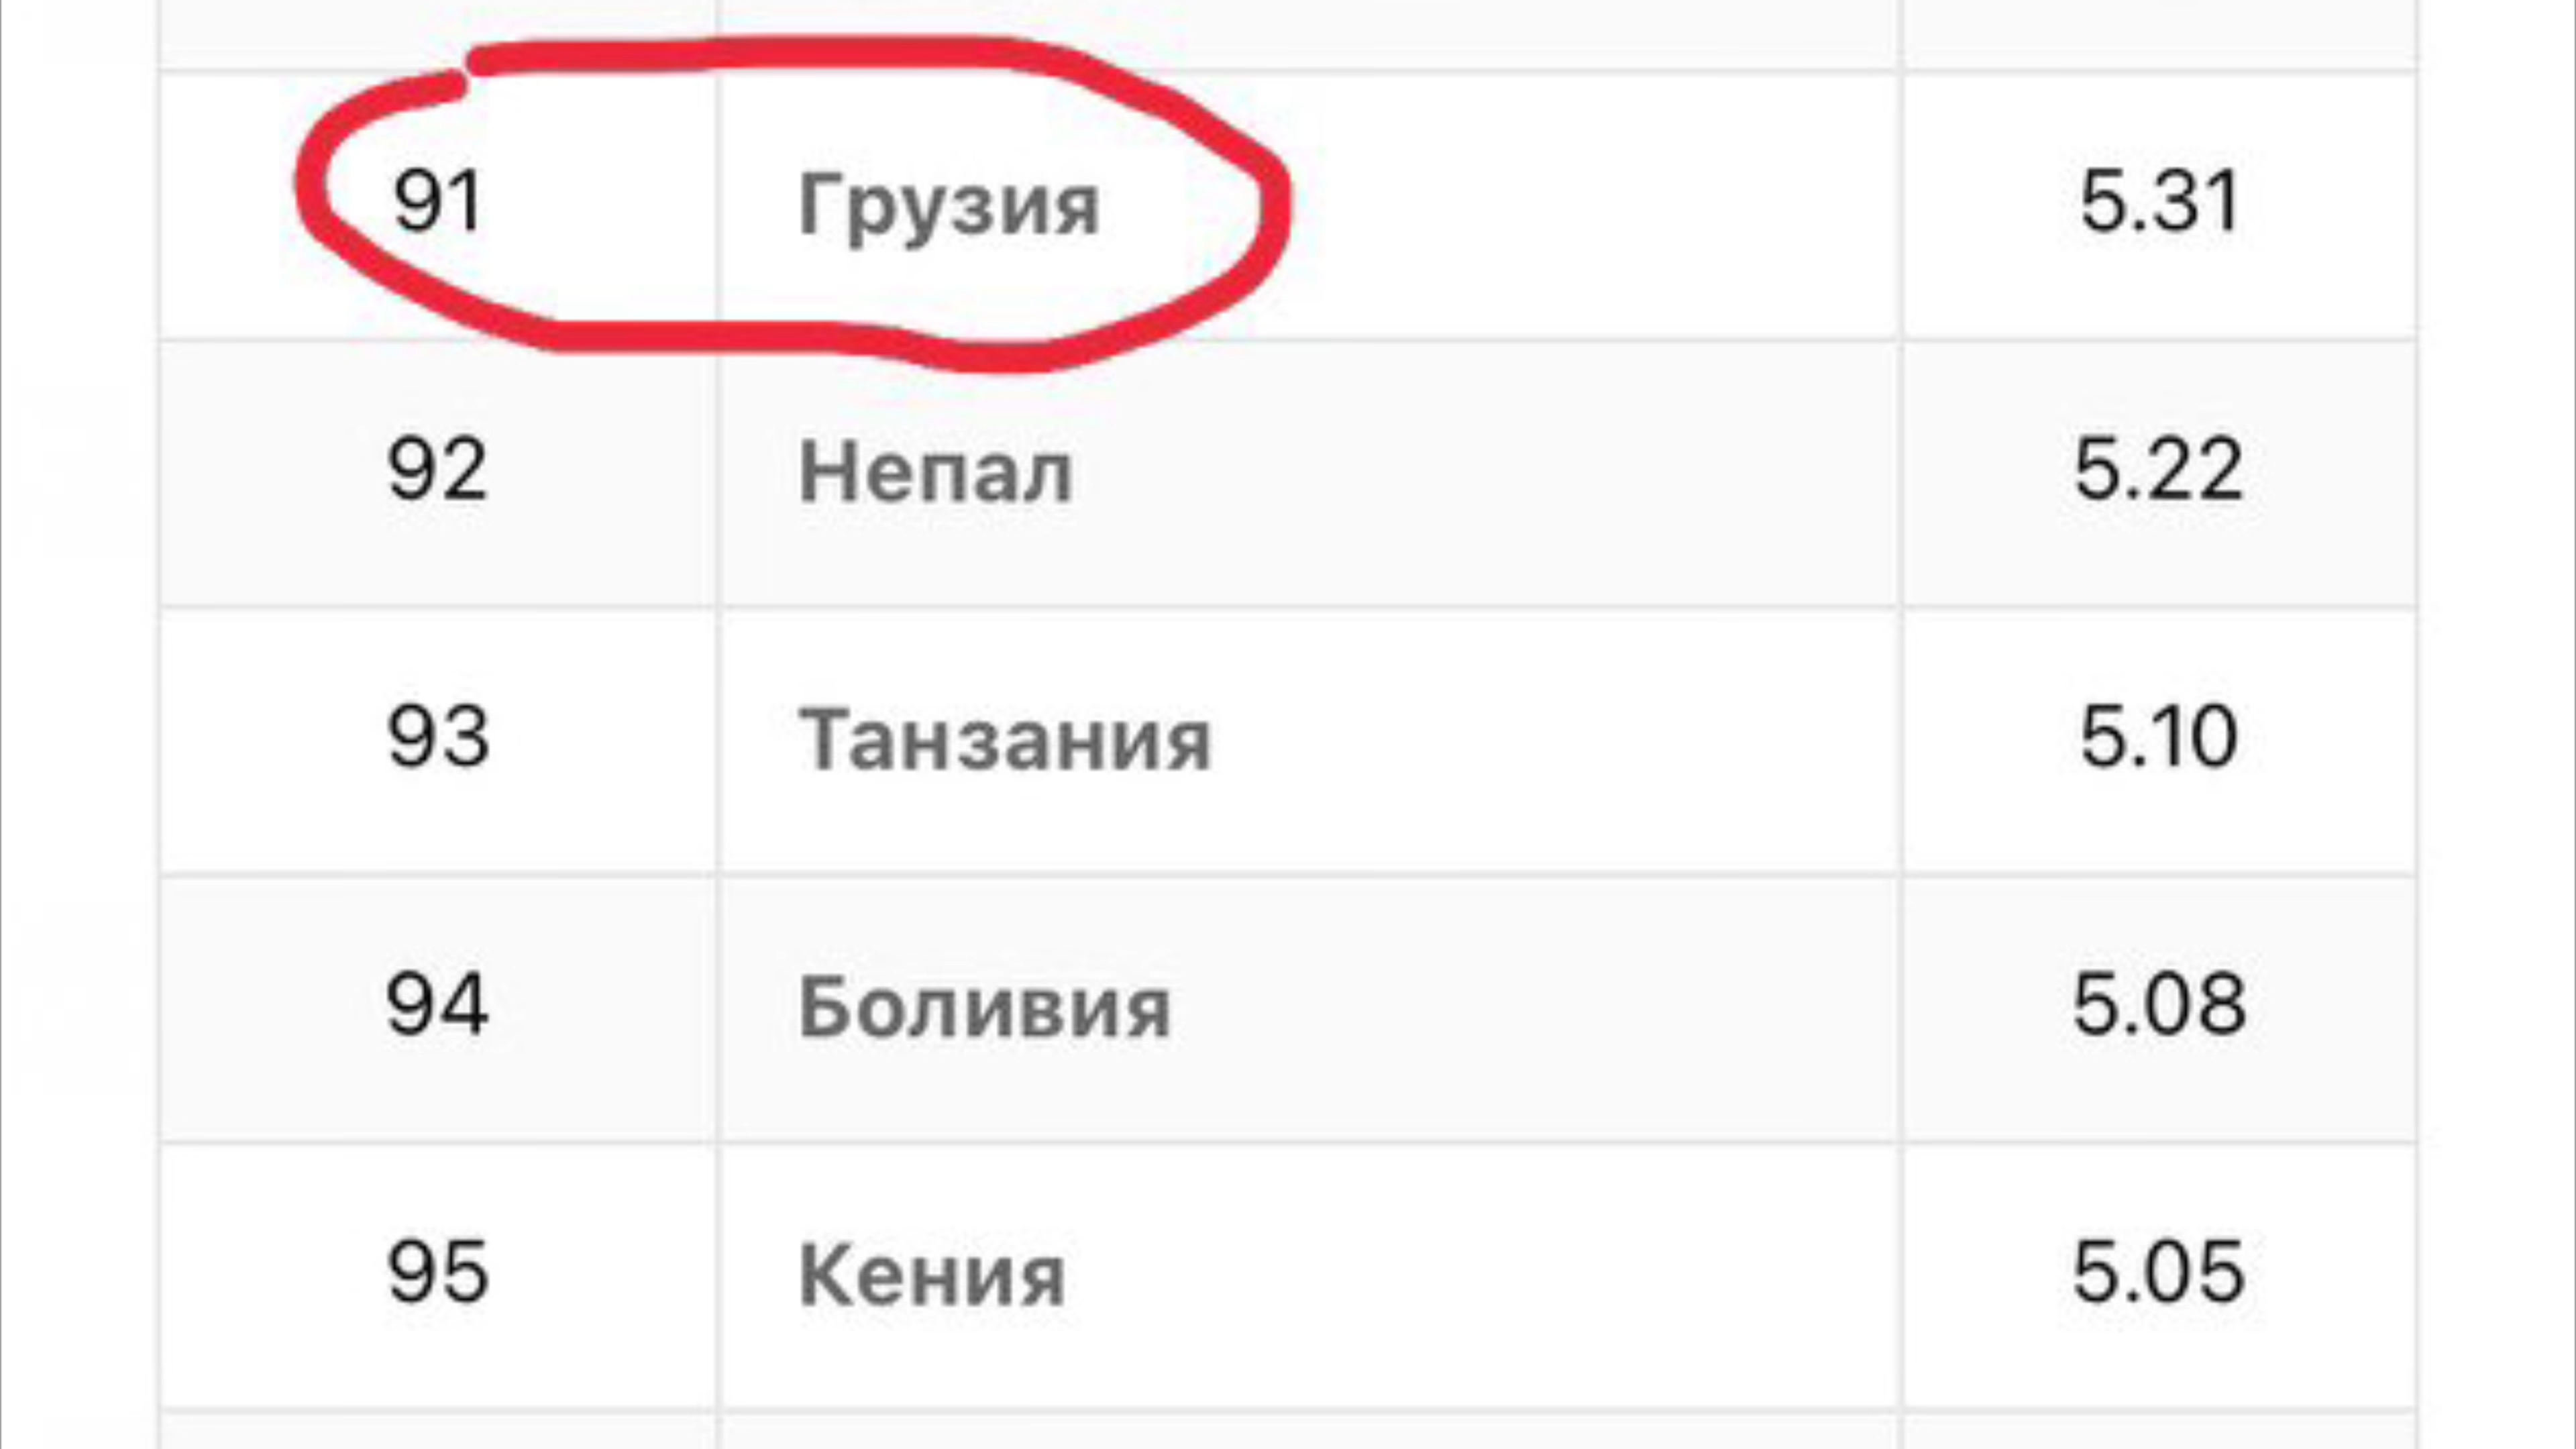 91 Грузия 5.31
92 Непал 5.22
93 Танзания 5.10
94 Боливия 5.08
95 Кения 5.05